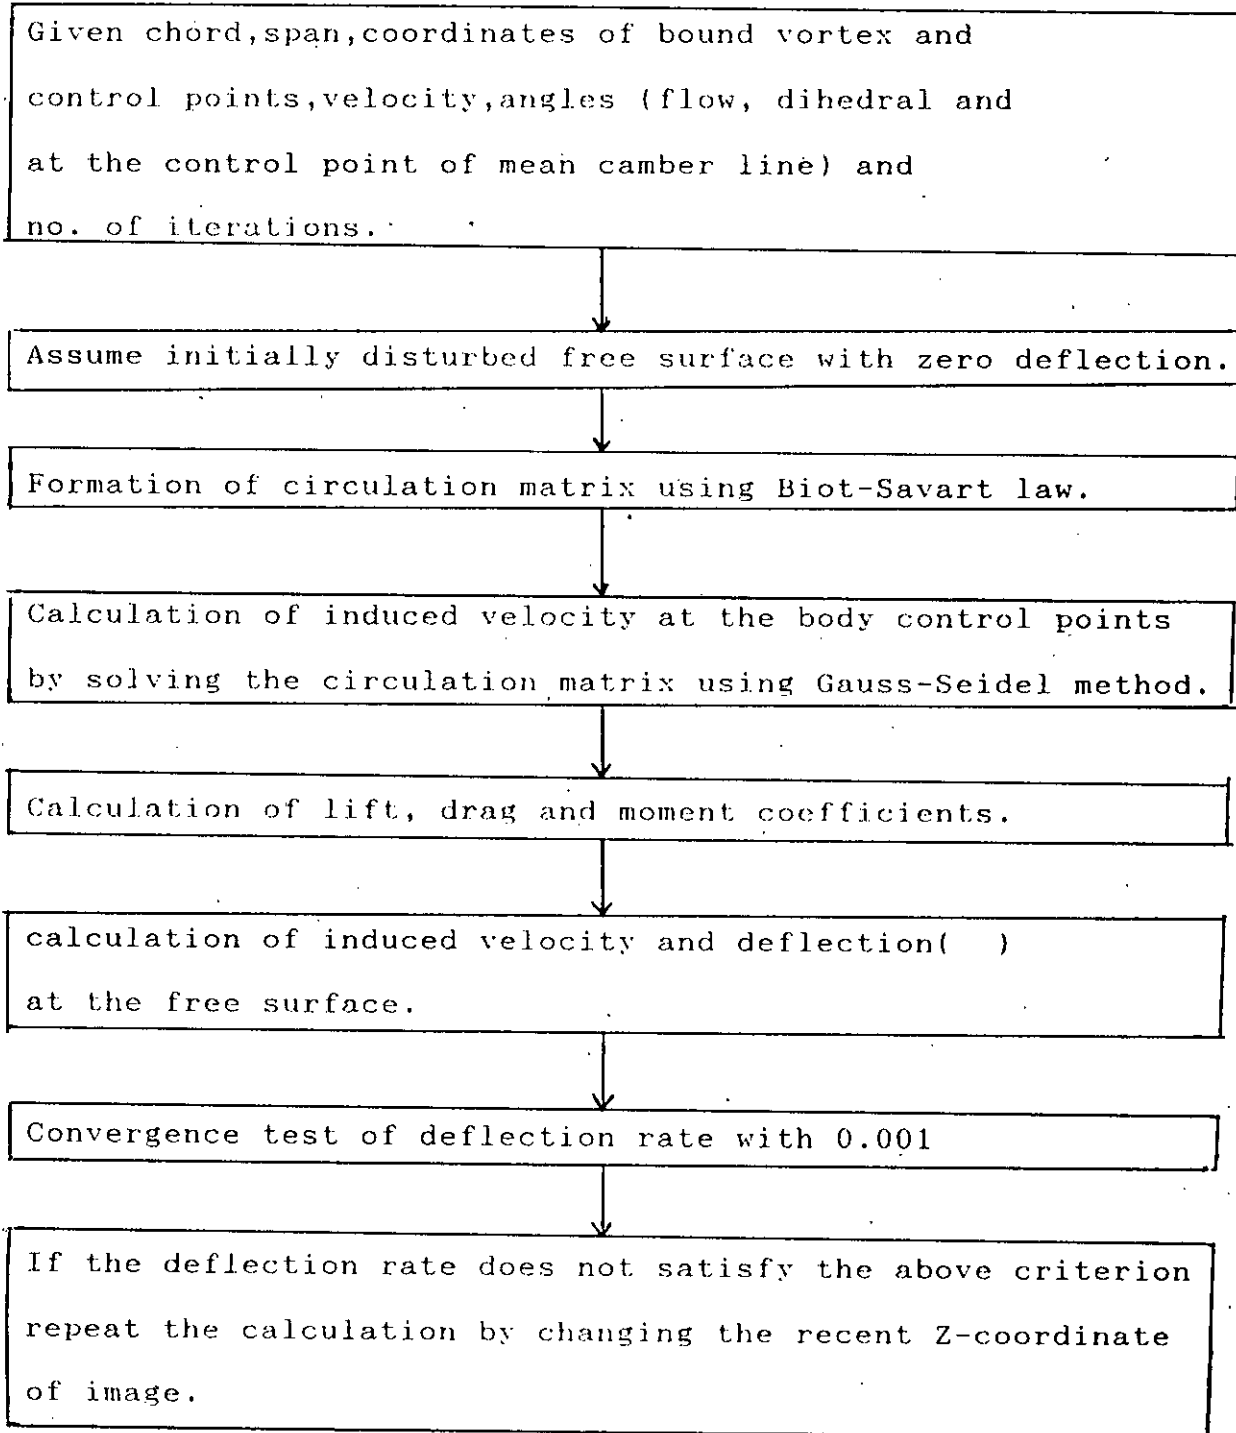 Given chord,span,coordinates of bound vortex and
control points,velocity,angles (flow, dihedral and
at the control point of mean camber line) and
no. of iterations.
Assume initially disturbed free surface with zero deflection.
Formation of circulation matrix using Biot-Savart law.
Calculation of induced velocity at the body control points
by solving the circulation matrix using Gauss-Seidel method.
Calculation of lift, drag and moment coefficients.
calculation of induced velocity and deflection(   )
at the free surface.
Convergence test of deflection rate with 0.001
If the deflection rate does not satisfy the above criterion
repeat the calculation by changing the recent Z-coordinate
of image.